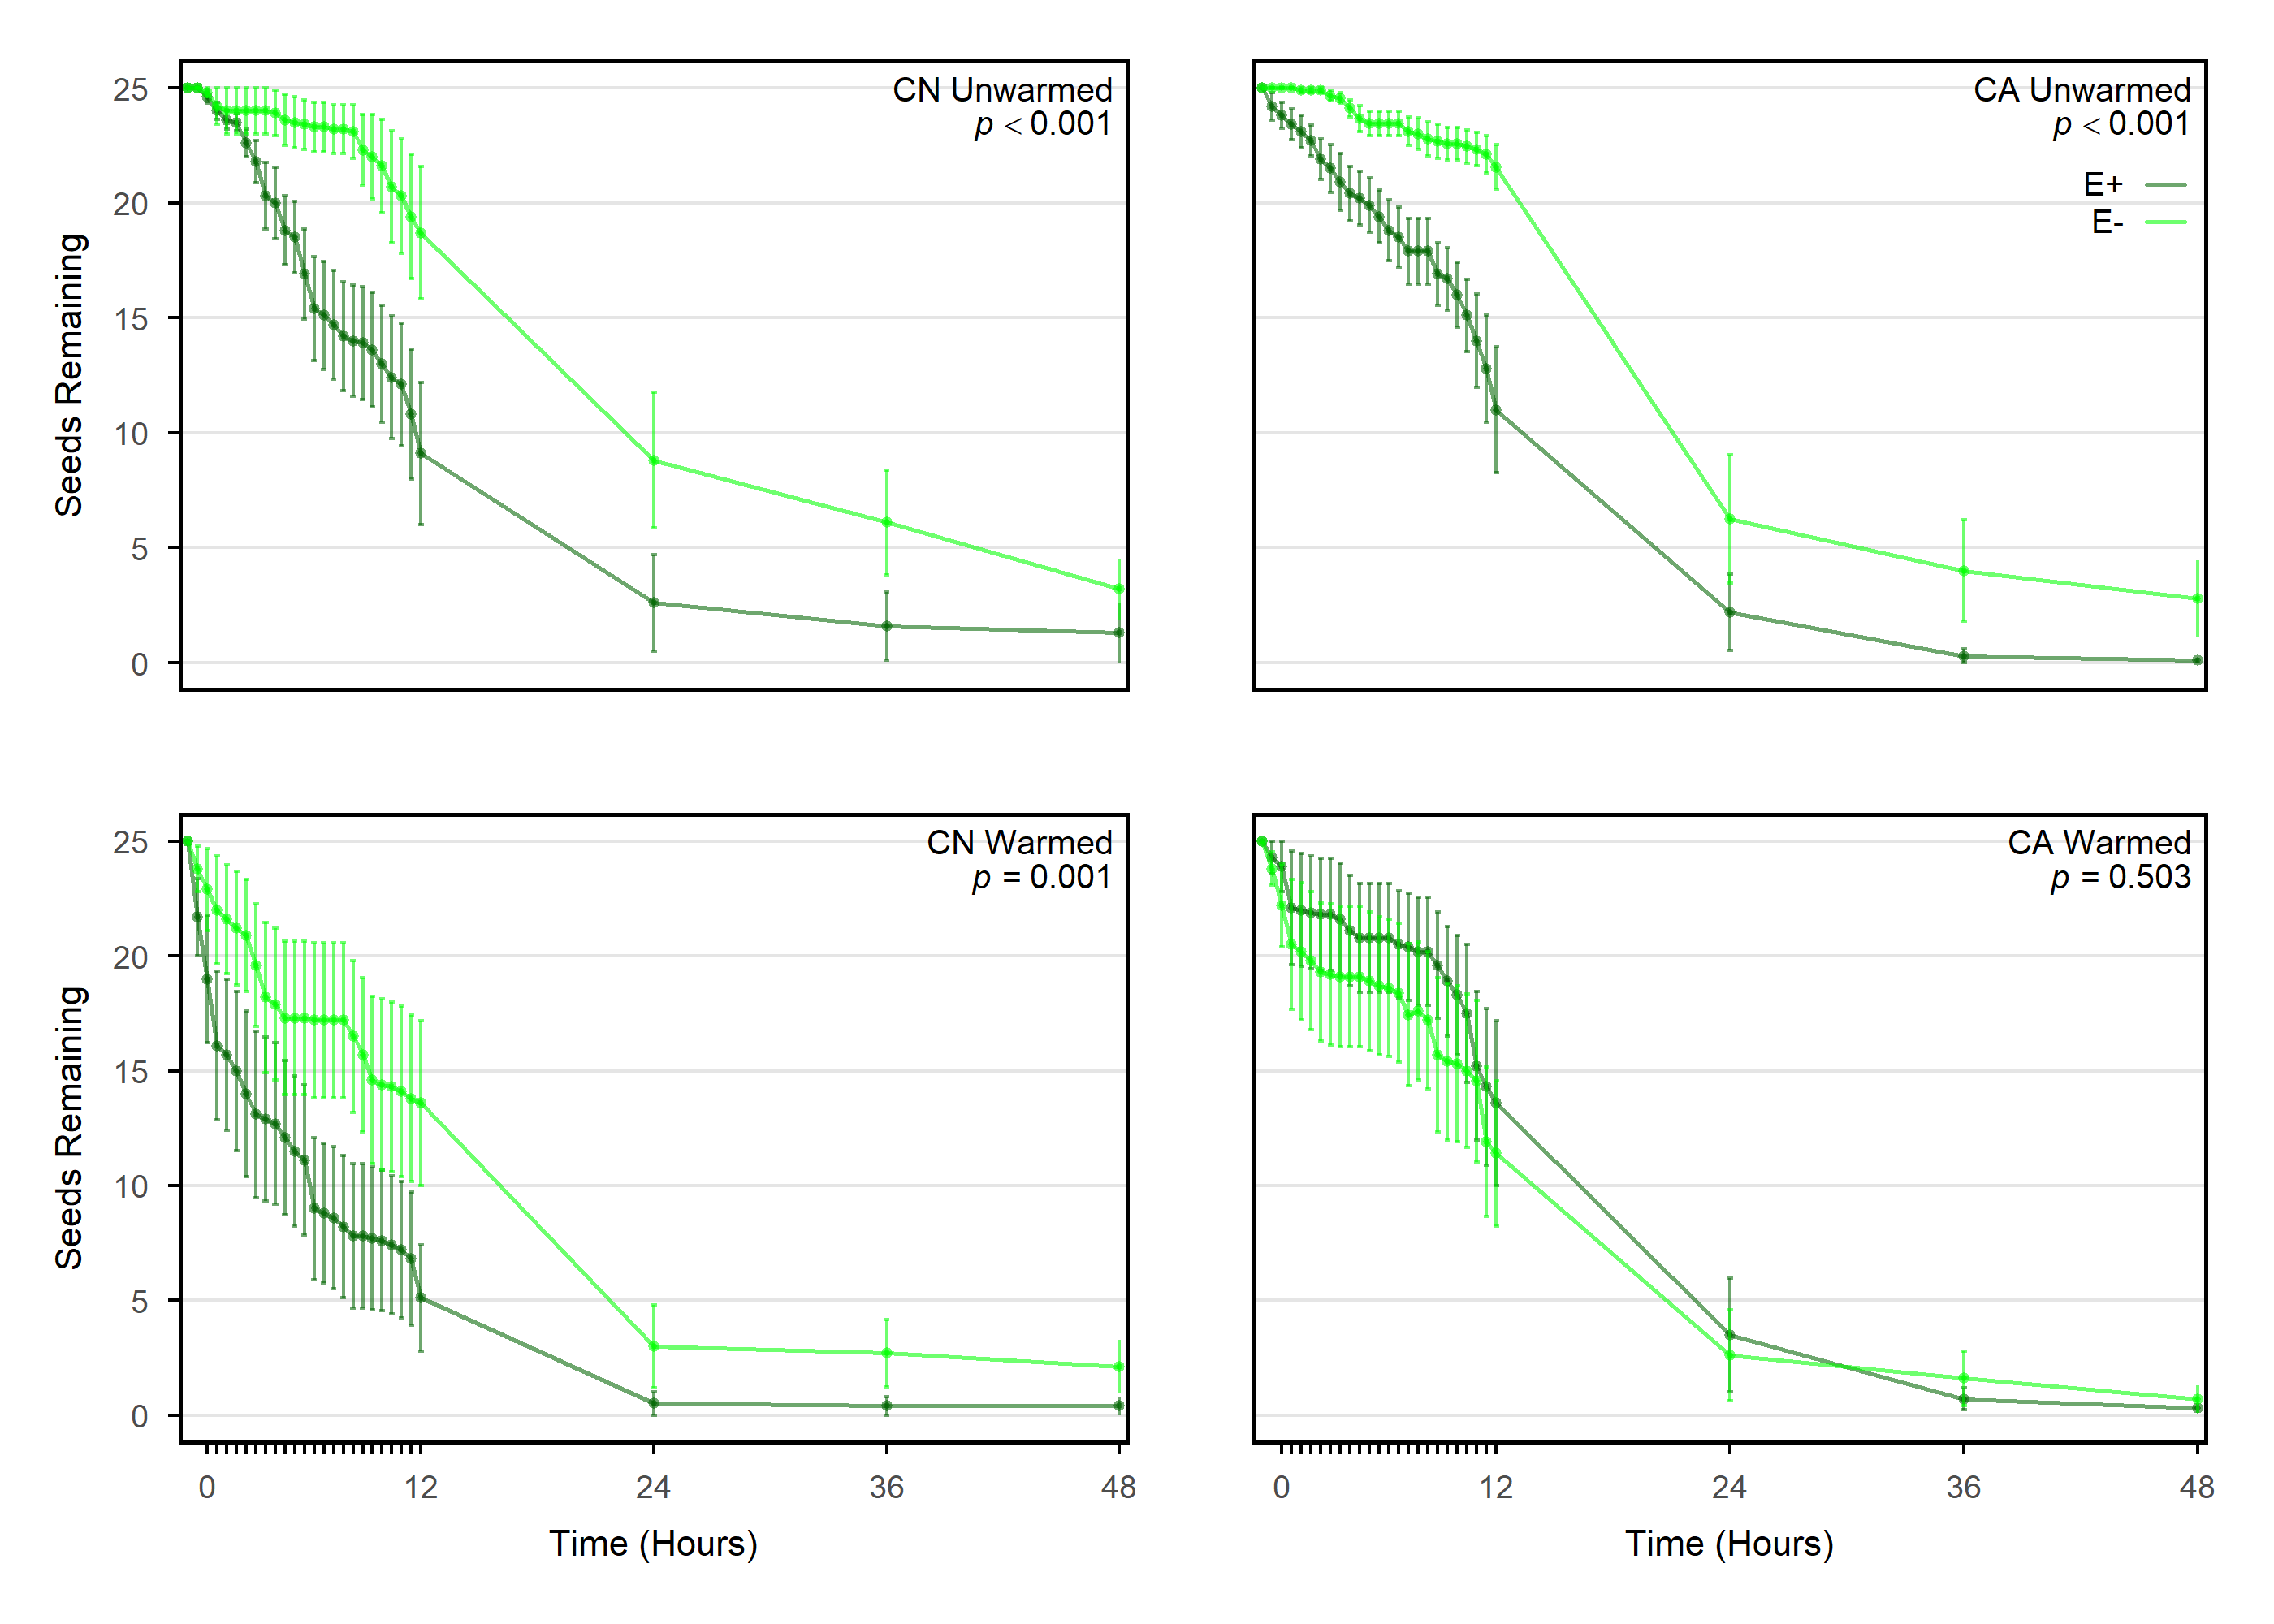 CN Unwarmed
p < 0.001
25
20
15
10
5
0
Seeds Remaining
CA Unwarmed
p < 0.001
E+
E-
CN Warmed
p = 0.001
25
20
15
10
5
0
Seeds Remaining
0 12 24 36 48
Time (Hours)
CA Warmed
p = 0.503
0 12 24 36 48
Time (Hours)